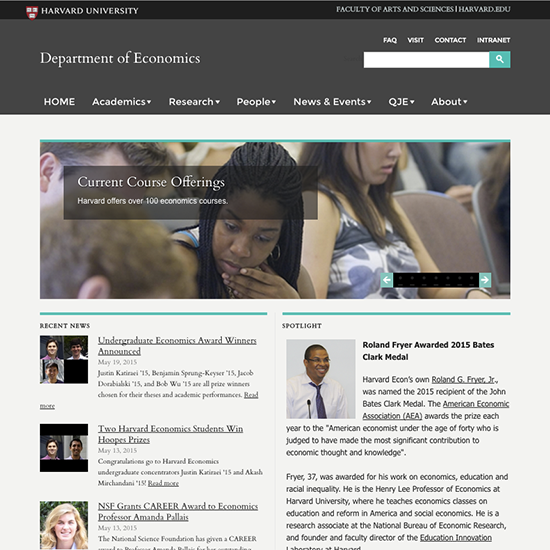 HARVARD UNIVERSITY
FACULTY OF ARTS AND SCIENCES | HARVARD.EDU
FAQ VISIT CONTACT INTRANET
Department of Economics
HOME Academics Research People News & Events QJE About
Current Course Offerings
Harvard offers over 100 economics courses.
RECENT NEWS
Undergraduate Economics Award Winners
Announced
May 19, 2015
Justin Katiraei '15, Benjamin Sprung-Keyser '15, Jacob
Dorabialski '15, and Bob Wu '15 are all prize winners
chosen for their theses and academic performances. Read
more
Two Harvard Economics Students Win
Hoopes Prizes
May 13, 2015
Congratulations go to Harvard Economics
undergraduate concentrators Justin Katiraei '15 and Akash
Mirchandani '15! Read more
NSF Grants CAREER Award to Economics
Professor Amanda Pallais
May 13, 2015
The National Science Foundation has given a CAREER
award to Professor Amanda Pallais for her outstanding
SPOTLIGHT
Roland Fryer Awarded 2015 Bates
Clark Medal
Harvard Econ's own Roland G. Fryer, Jr.,
was named the 2015 recipient of the John
Bates Clark Medal. The American Economic
Association (AEA) awards the prize each
year to the "American economist under the age of forty who is
judged to have made the most significant contribution to
economic thought and knowledge".
Fryer, 37, was awarded for his work on economics, education and
racial inequality. He is the Henry Lee Professor of Economics at
Harvard University, where he teaches economics classes on
education and reform in America and social economics. He is a
research associate at the National Bureau of Economic Research,
and founder and faculty director of the Education Innovation
Laboratory at Harvard.